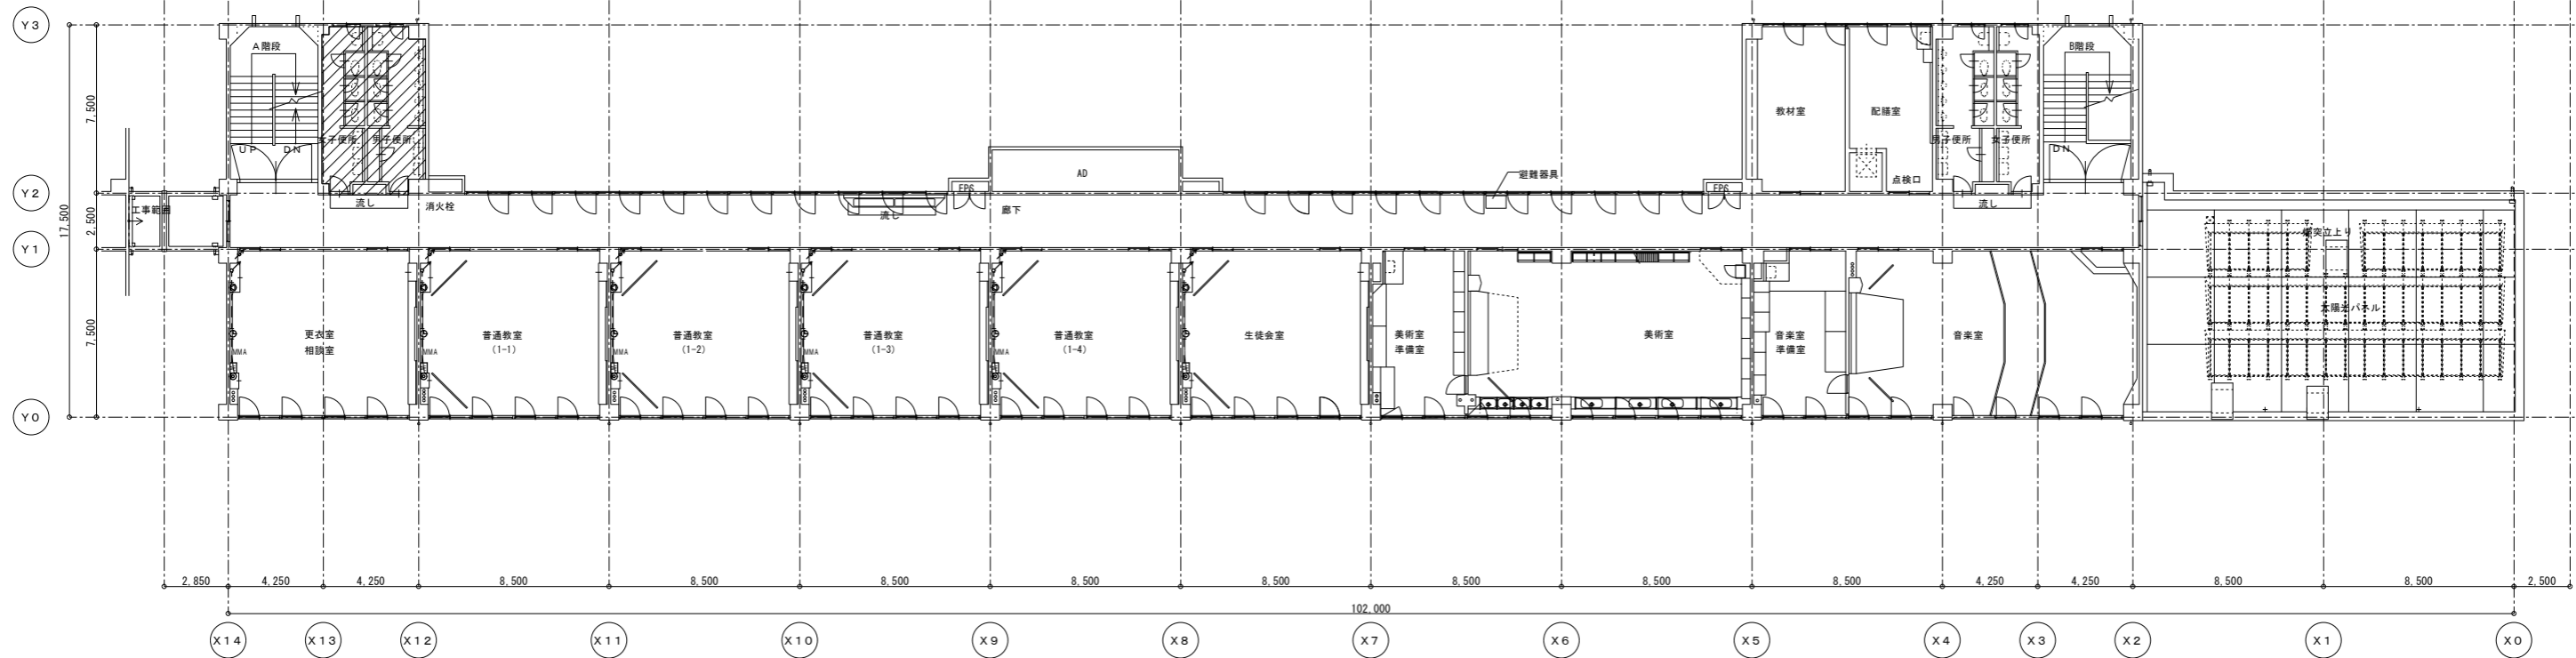 Y3
A階段
B階段
7,500
教材室
配膳室
女子便所
男子便所
男子便所
女子便所
UP
DN
DN
AD
避難器具
点検口
Y2
EPS
EPS
工事範囲
流し
消火栓
流し
廊下
流し
17,500
2,500
煙突立上り
Y1
太陽光パネル
7,500
更衣室
相談室
普通教室
(1-1)
普通教室
(1-2)
普通教室
(1-3)
普通教室
(1-4)
生徒会室
美術室
準備室
美術室
音楽室
準備室
音楽室
MMA
MMA
MMA
MMA
MMA
Y0
2,850
4,250
4,250
8,500
8,500
8,500
8,500
8,500
8,500
8,500
8,500
4,250
4,250
8,500
8,500
2,500
102,000
X14
X13
X12
X11
X10
X9
X8
X7
X6
X5
X4
X3
X2
X1
X0